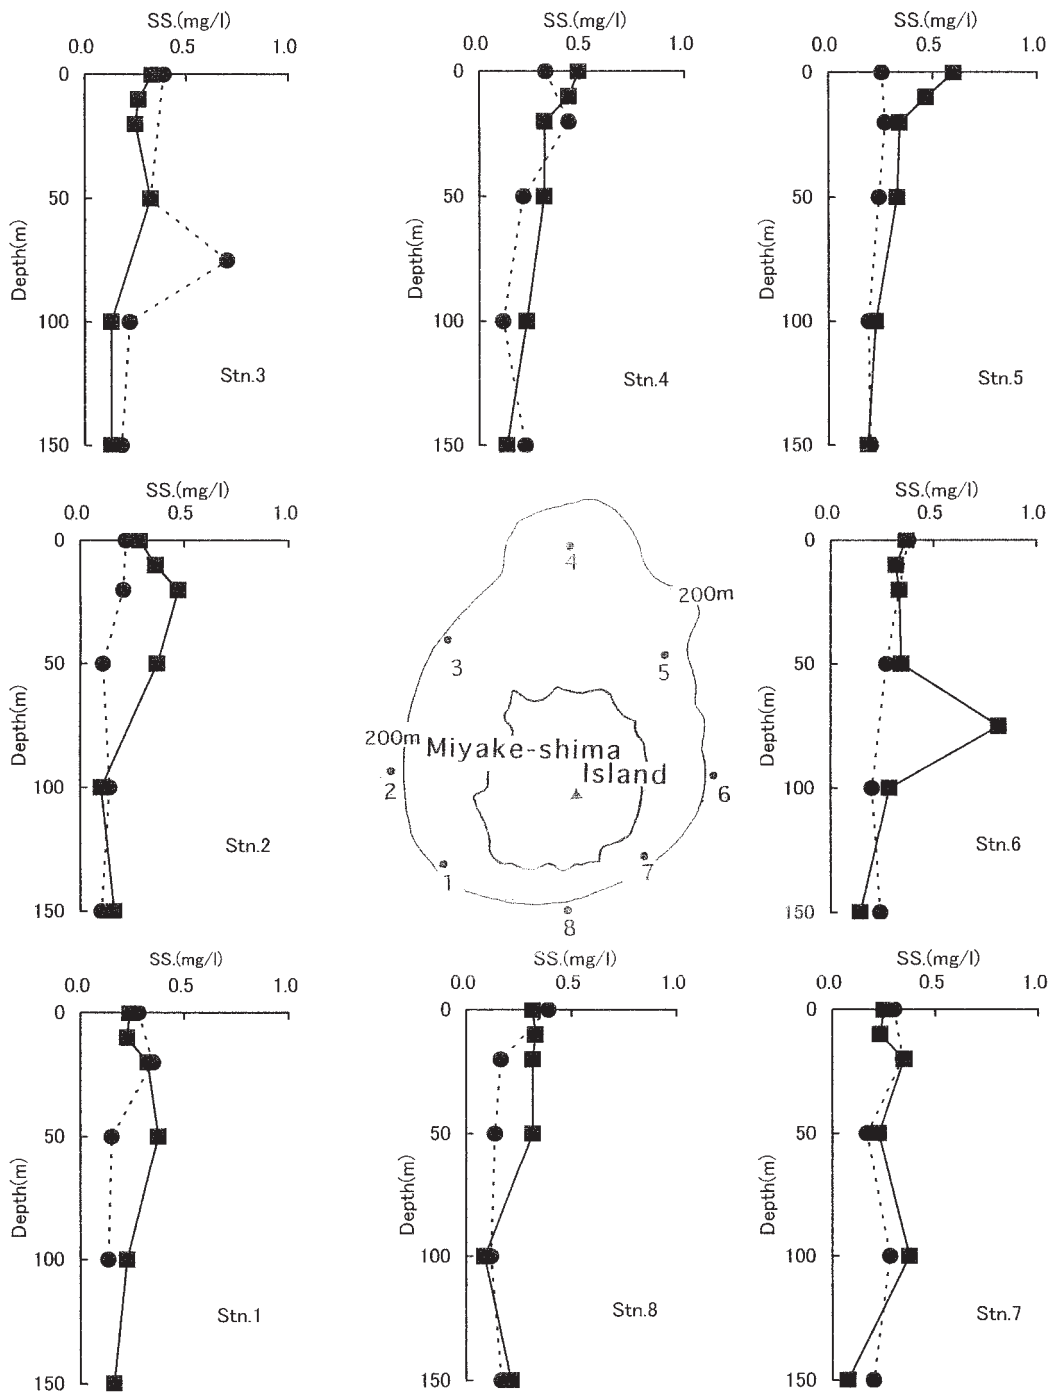 SS.(mg/l)
0.0 0.5 1.0
0
50
100
150
Depth(m)
Stn.3
SS.(mg/l)
0.0 0.5 1.0
0
50
100
150
Depth(m)
Stn.4
SS.(mg/l)
0.0 0.5 1.0
0
50
100
150
Depth(m)
Stn.5
SS.(mg/l)
0.0 0.5 1.0
0
50
100
150
Depth(m)
Stn.2
4
200m
3
5
200m
Miyake-shima
Island
2
6
1
7
8
SS.(mg/l)
0.0 0.5 1.0
0
50
100
150
Depth(m)
Stn.6
SS.(mg/l)
0.0 0.5 1.0
0
50
100
150
Depth(m)
Stn.1
SS.(mg/l)
0.0 0.5 1.0
0
50
100
150
Depth(m)
Stn.8
SS.(mg/l)
0.0 0.5 1.0
0
50
100
150
Depth(m)
Stn.7